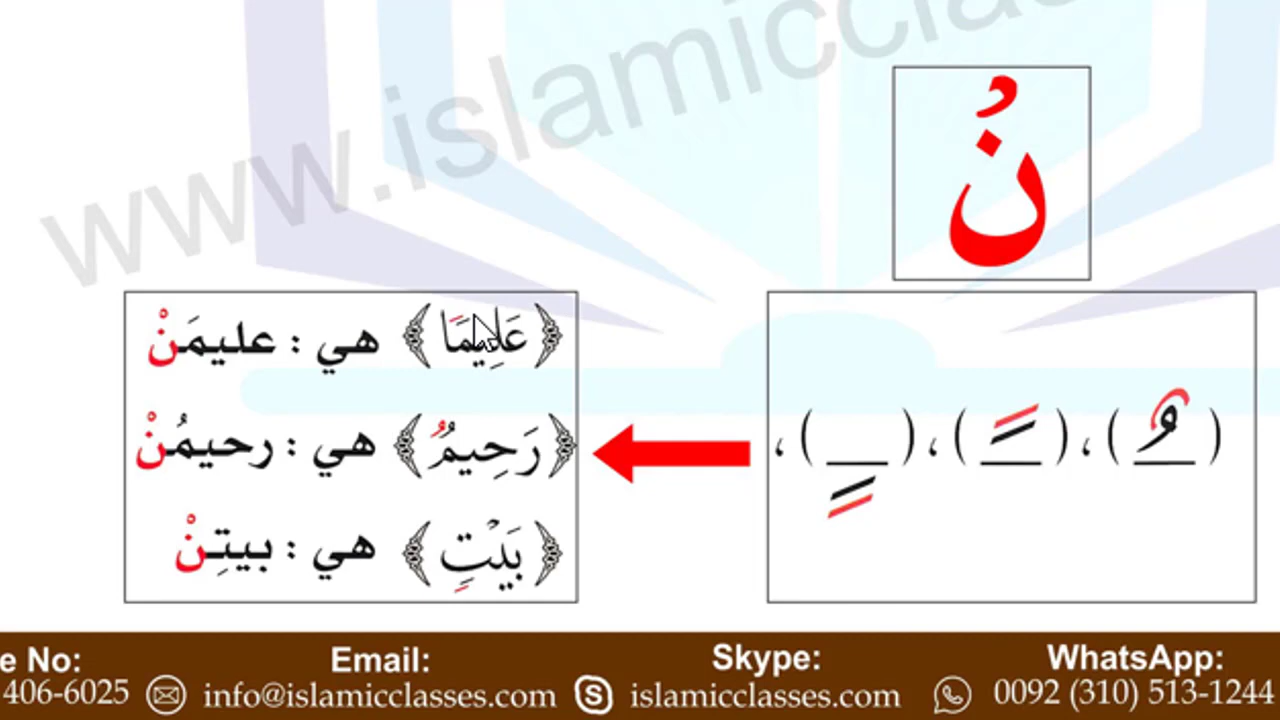 www.islamicclas
نُ
( ـٌ )، ( ـً )، ( ـٍ )،
﴿عَلِيمًا﴾ هي : عليمَنْ
﴿رَحِيمٌ﴾ هي : رحيمُنْ
﴿بَيْتٍ﴾ هي : بيتِنْ
e No: Email: Skype: WhatsApp:
406-6025 info@islamicclasses.com islamicclasses.com 0092 (310) 513-1244